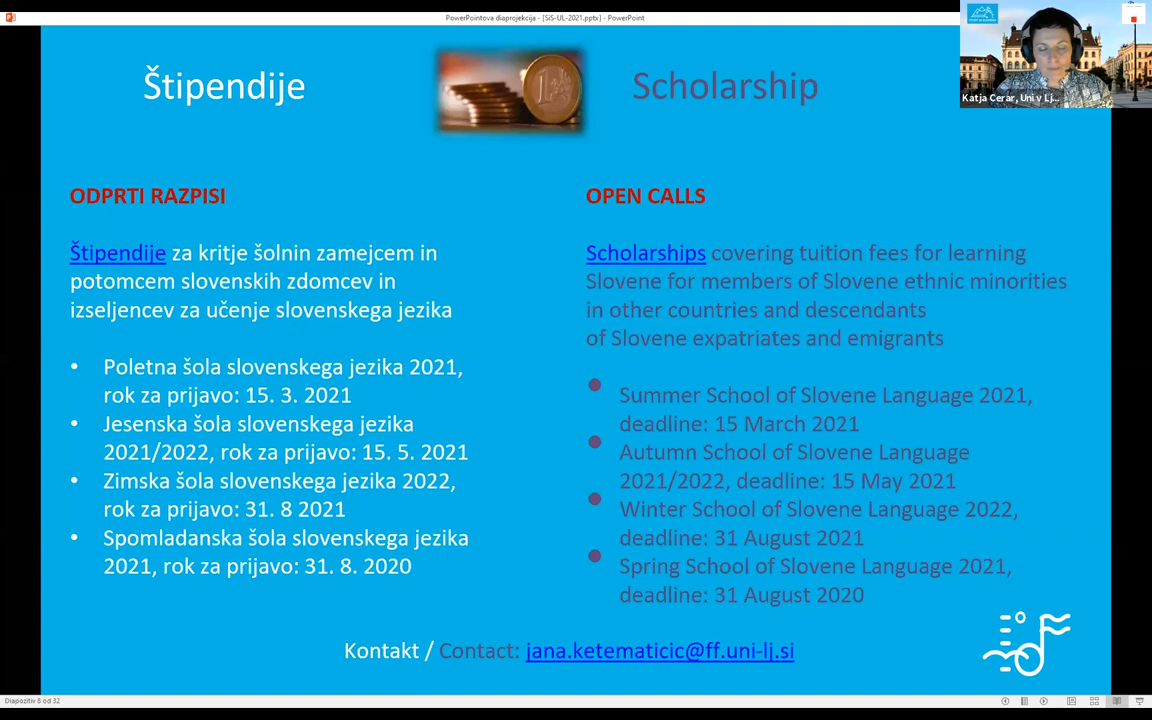 PowerPointova diaprojekcija - [SiS-UL-2021.pptx] - PowerPoint
Štipendije
Scholarship
Katja Cerar, Uni v Lj...
ODPRTI RAZPISI
Štipendije za kritje šolnin zamejcem in
potomcem slovenskih zdomcev in
izseljencev za učenje slovenskega jezika
• Poletna šola slovenskega jezika 2021,
rok za prijavo: 15. 3. 2021
• Jesenska šola slovenskega jezika
2021/2022, rok za prijavo: 15. 5. 2021
• Zimska šola slovenskega jezika 2022,
rok za prijavo: 31. 8 2021
• Spomladanska šola slovenskega jezika
2021, rok za prijavo: 31. 8. 2020
OPEN CALLS
Scholarships covering tuition fees for learning
Slovene for members of Slovene ethnic minorities
in other countries and descendants
of Slovene expatriates and emigrants
• Summer School of Slovene Language 2021,
deadline: 15 March 2021
• Autumn School of Slovene Language
2021/2022, deadline: 15 May 2021
• Winter School of Slovene Language 2022,
deadline: 31 August 2021
• Spring School of Slovene Language 2021,
deadline: 31 August 2020
Kontakt / Contact: jana.ketematicic@ff.uni-lj.si
Diapozitiv 8 od 32